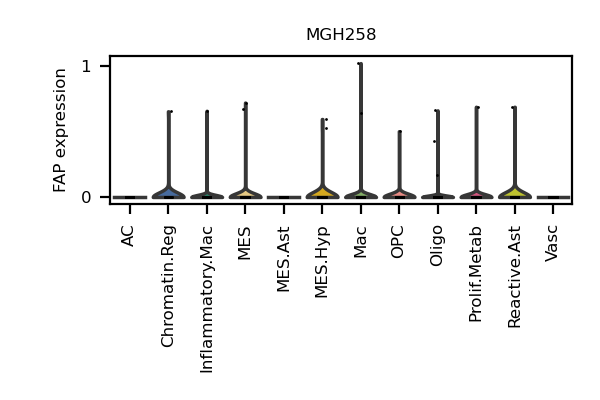 MGH258
FAP expression
1
0
AC
Chromatin.Reg
Inflammatory.Mac
MES
MES.Ast
MES.Hyp
Mac
OPC
Oligo
Prolif.Metab
Reactive.Ast
Vasc